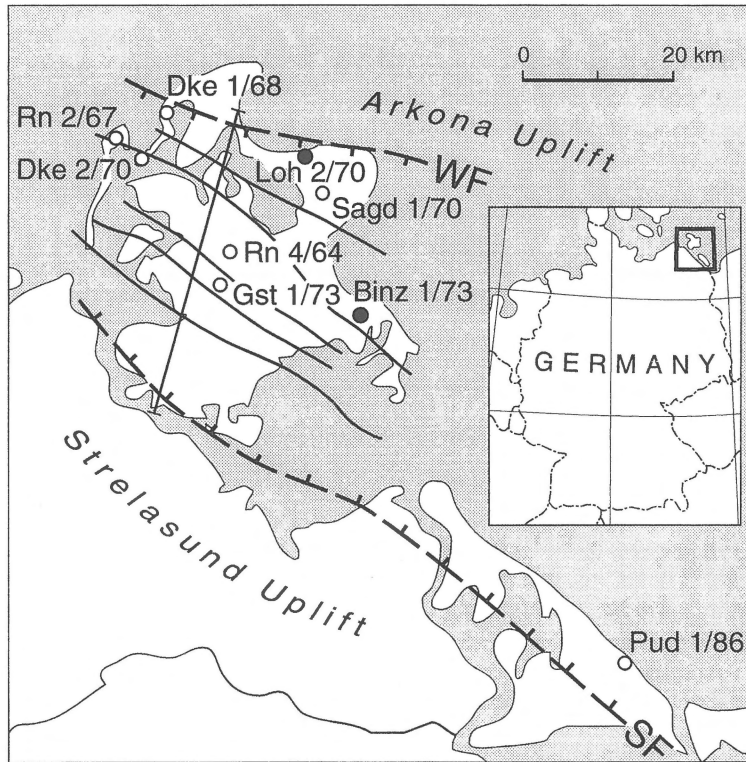 0 20 km
Dke 1/68
Arkona Uplift
Rn 2/67
Dke 2/70
Loh 2/70
WF
Sagd 1/70
Rn 4/64
Gst 1/73
Binz 1/73
GERMANY
Strelasund Uplift
Pud 1/86
SF